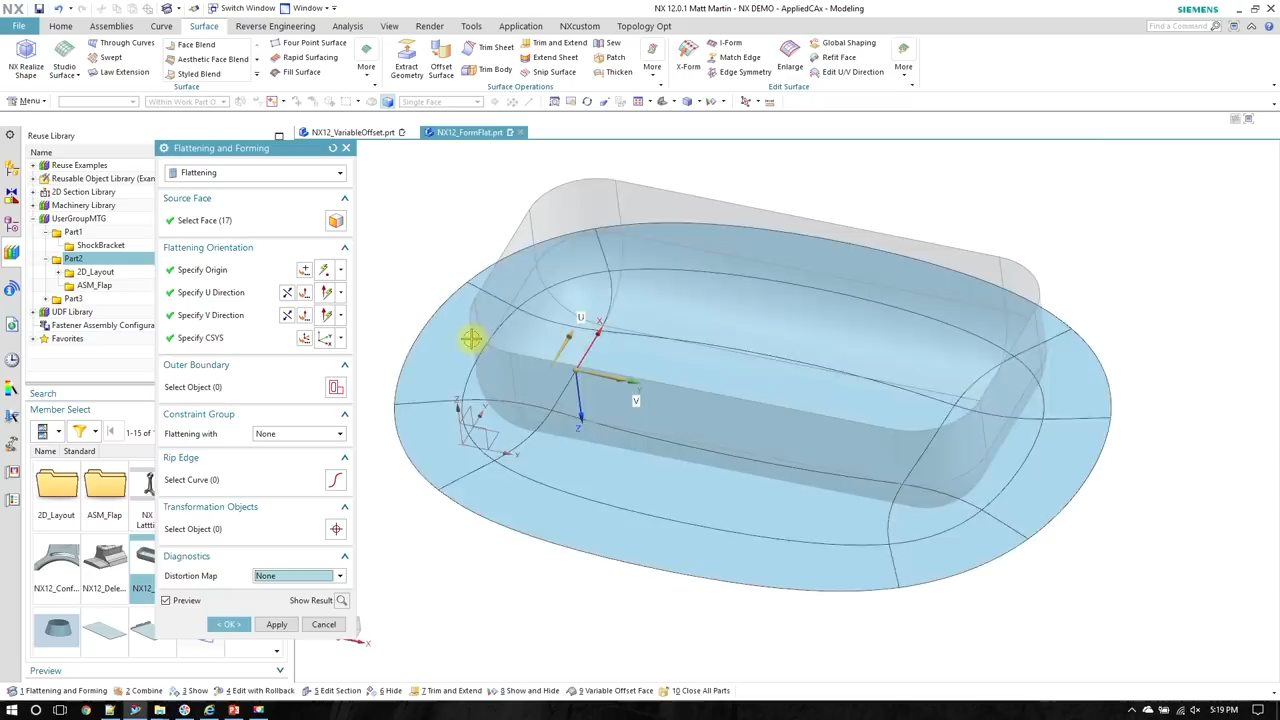 NX Switch Window Window NX 12.0.1 Matt Martin - NX DEMO - AppliedCAx - Modeling SIEMENS
File Home Assemblies Curve Surface Reverse Engineering Analysis View Render Tools Application NXcustom Topology Opt Find a Command
NX Realize Shape Studio Surface Through Curves Swept Law Extension Face Blend Aesthetic Face Blend Styled Blend Four Point Surface Rapid Surfacing Fill Surface More Extract Geometry Offset Surface Trim Sheet Trim Body Trim and Extend Extend Sheet Snip Surface Sew Patch Thicken More X-Form I-Form Match Edge Edge Symmetry Enlarge Global Shaping Refit Face Edit U/V Direction More
Surface Surface Operations Edit Surface
Menu Within Work Part O Single Face
Reuse Library NX12_VariableOffset.prt NX12_FormFlat.prt
Name
Reuse Examples
Reusable Object Library (Exan
2D Section Library
Machinery Library
UserGroupMTG
Part1
ShockBracket
Part2
2D_Layout
ASM_Flap
Part3
UDF Library
Fastener Assembly Configura
Favorites
Search
Member Select
1-15 o
Name Standard
2D_Layout ASM_Flap NX
Lattti
NX12_Conf... NX12_Dele... NX12_
Preview
Flattening and Forming
Flattening
Source Face
Select Face (17)
Flattening Orientation
Specify Origin
Specify U Direction
Specify V Direction
Specify CSYS
Outer Boundary
Select Object (0)
Constraint Group
Flattening with None
Rip Edge
Select Curve (0)
Transformation Objects
Select Object (0)
Diagnostics
Distortion Map None
Preview Show Result
< OK > Apply Cancel
U
X
Y
V
Z
Z
Y
Y
X
1 Flattening and Forming 2 Combine 3 Show 4 Edit with Rollback 5 Edit Section 6 Hide 7 Trim and Extend 8 Show and Hide 9 Variable Offset Face 10 Close All Parts
5:19 PM